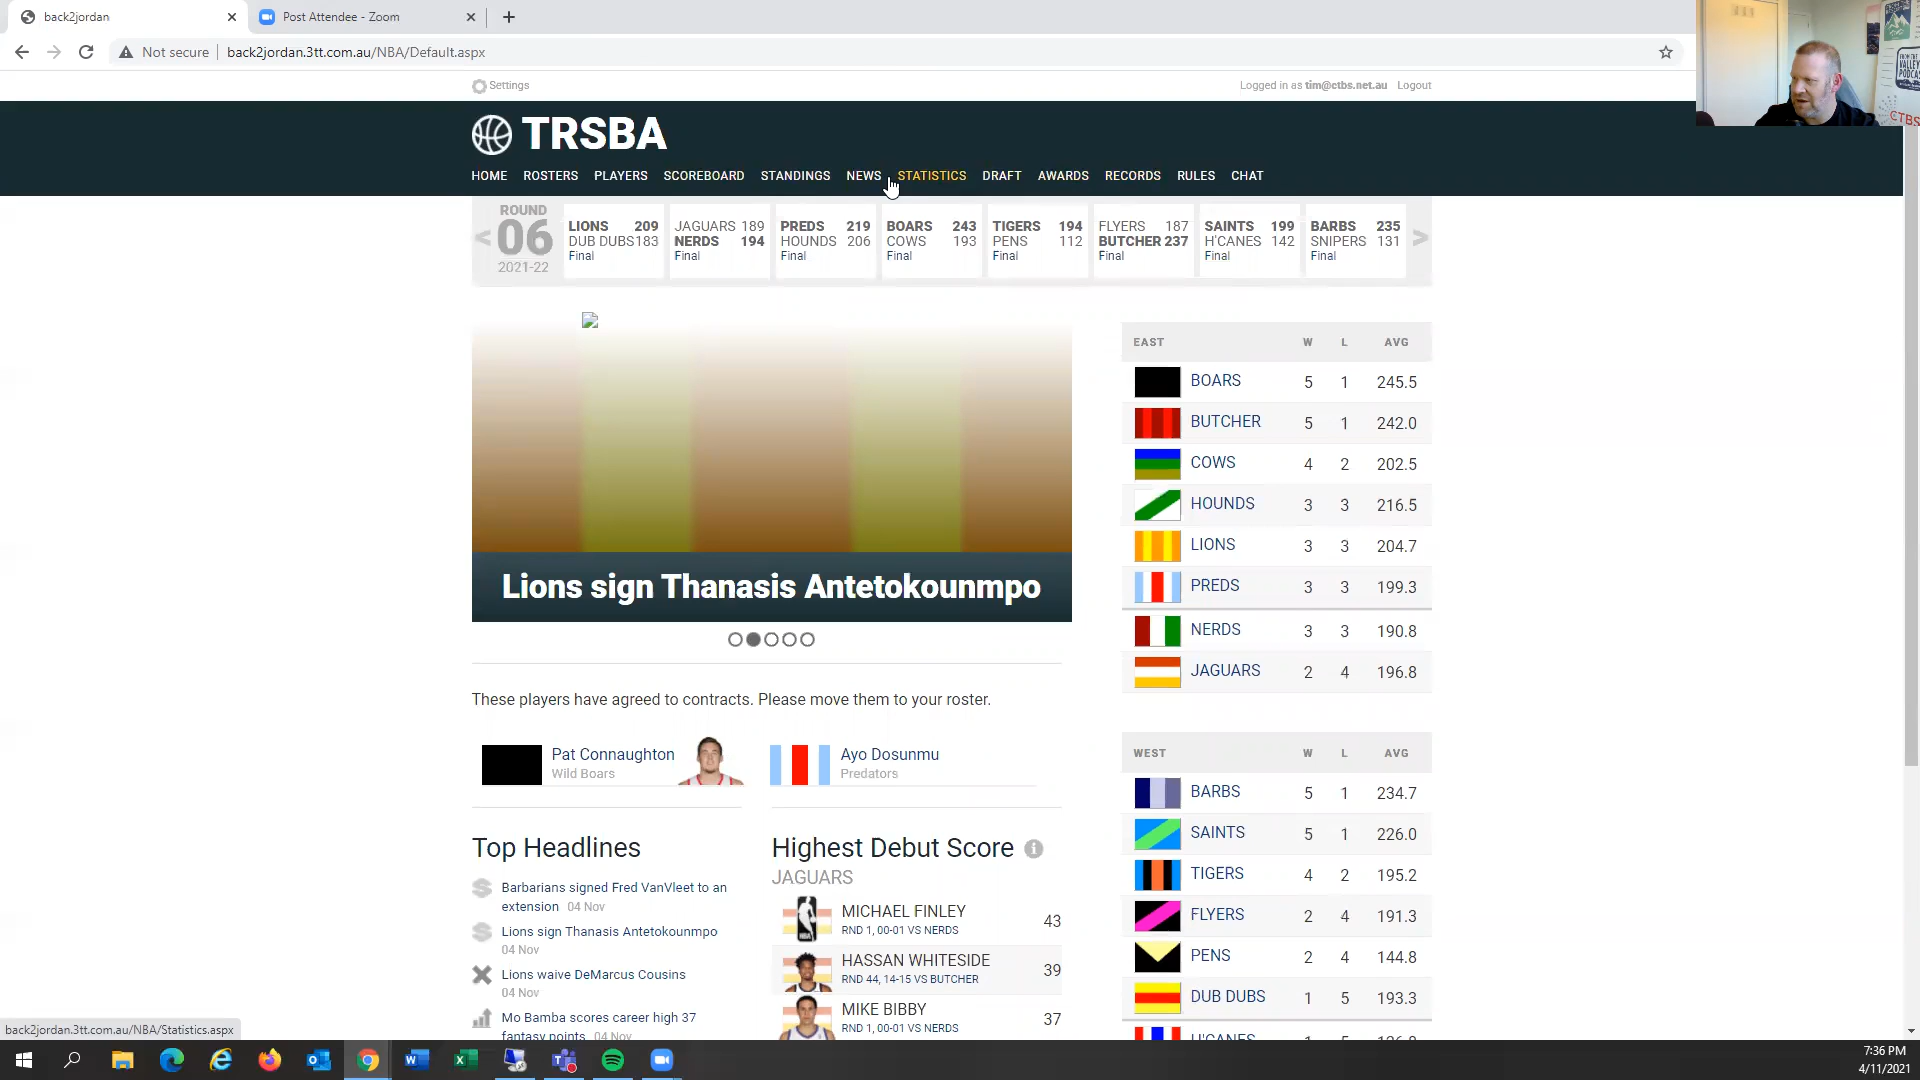 back2jordan
Post Attendee - Zoom
Not secure
back2jordan.3tt.com.au/NBA/Default.aspx
Settings
Logged in as tim@ctbs.net.au Logout
TRSBA
HOME ROSTERS PLAYERS SCOREBOARD STANDINGS NEWS STATISTICS DRAFT AWARDS RECORDS RULES CHAT
ROUND
06
2021-22
<
LIONS 209
DUB DUBS 183
Final
JAGUARS 189
NERDS 194
Final
PREDS 219
HOUNDS 206
Final
BOARS 243
COWS 193
Final
TIGERS 194
PENS 112
Final
FLYERS 187
BUTCHER 237
Final
SAINTS 199
H'CANES 142
Final
BARBS 235
SNIPERS 131
Final
>
Lions sign Thanasis Antetokounmpo
These players have agreed to contracts. Please move them to your roster.
Pat Connaughton
Wild Boars
Ayo Dosunmu
Predators
Top Headlines
Barbarians signed Fred VanVleet to an
extension 04 Nov
Lions sign Thanasis Antetokounmpo
04 Nov
Lions waive DeMarcus Cousins
04 Nov
Mo Bamba scores career high 37
fantasy points 04 Nov
Highest Debut Score
JAGUARS
MICHAEL FINLEY 43
RND 1, 00-01 VS NERDS
HASSAN WHITESIDE 39
RND 44, 14-15 VS BUTCHER
MIKE BIBBY 37
RND 1, 00-01 VS NERDS
EAST W L AVG
BOARS 5 1 245.5
BUTCHER 5 1 242.0
COWS 4 2 202.5
HOUNDS 3 3 216.5
LIONS 3 3 204.7
PREDS 3 3 199.3
NERDS 3 3 190.8
JAGUARS 2 4 196.8
WEST W L AVG
BARBS 5 1 234.7
SAINTS 5 1 226.0
TIGERS 4 2 195.2
FLYERS 2 4 191.3
PENS 2 4 144.8
DUB DUBS 1 5 193.3
H'CANES
back2jordan.3tt.com.au/NBA/Statistics.aspx
7:36 PM
4/11/2021
FROM THE
VALLEY
CTBS